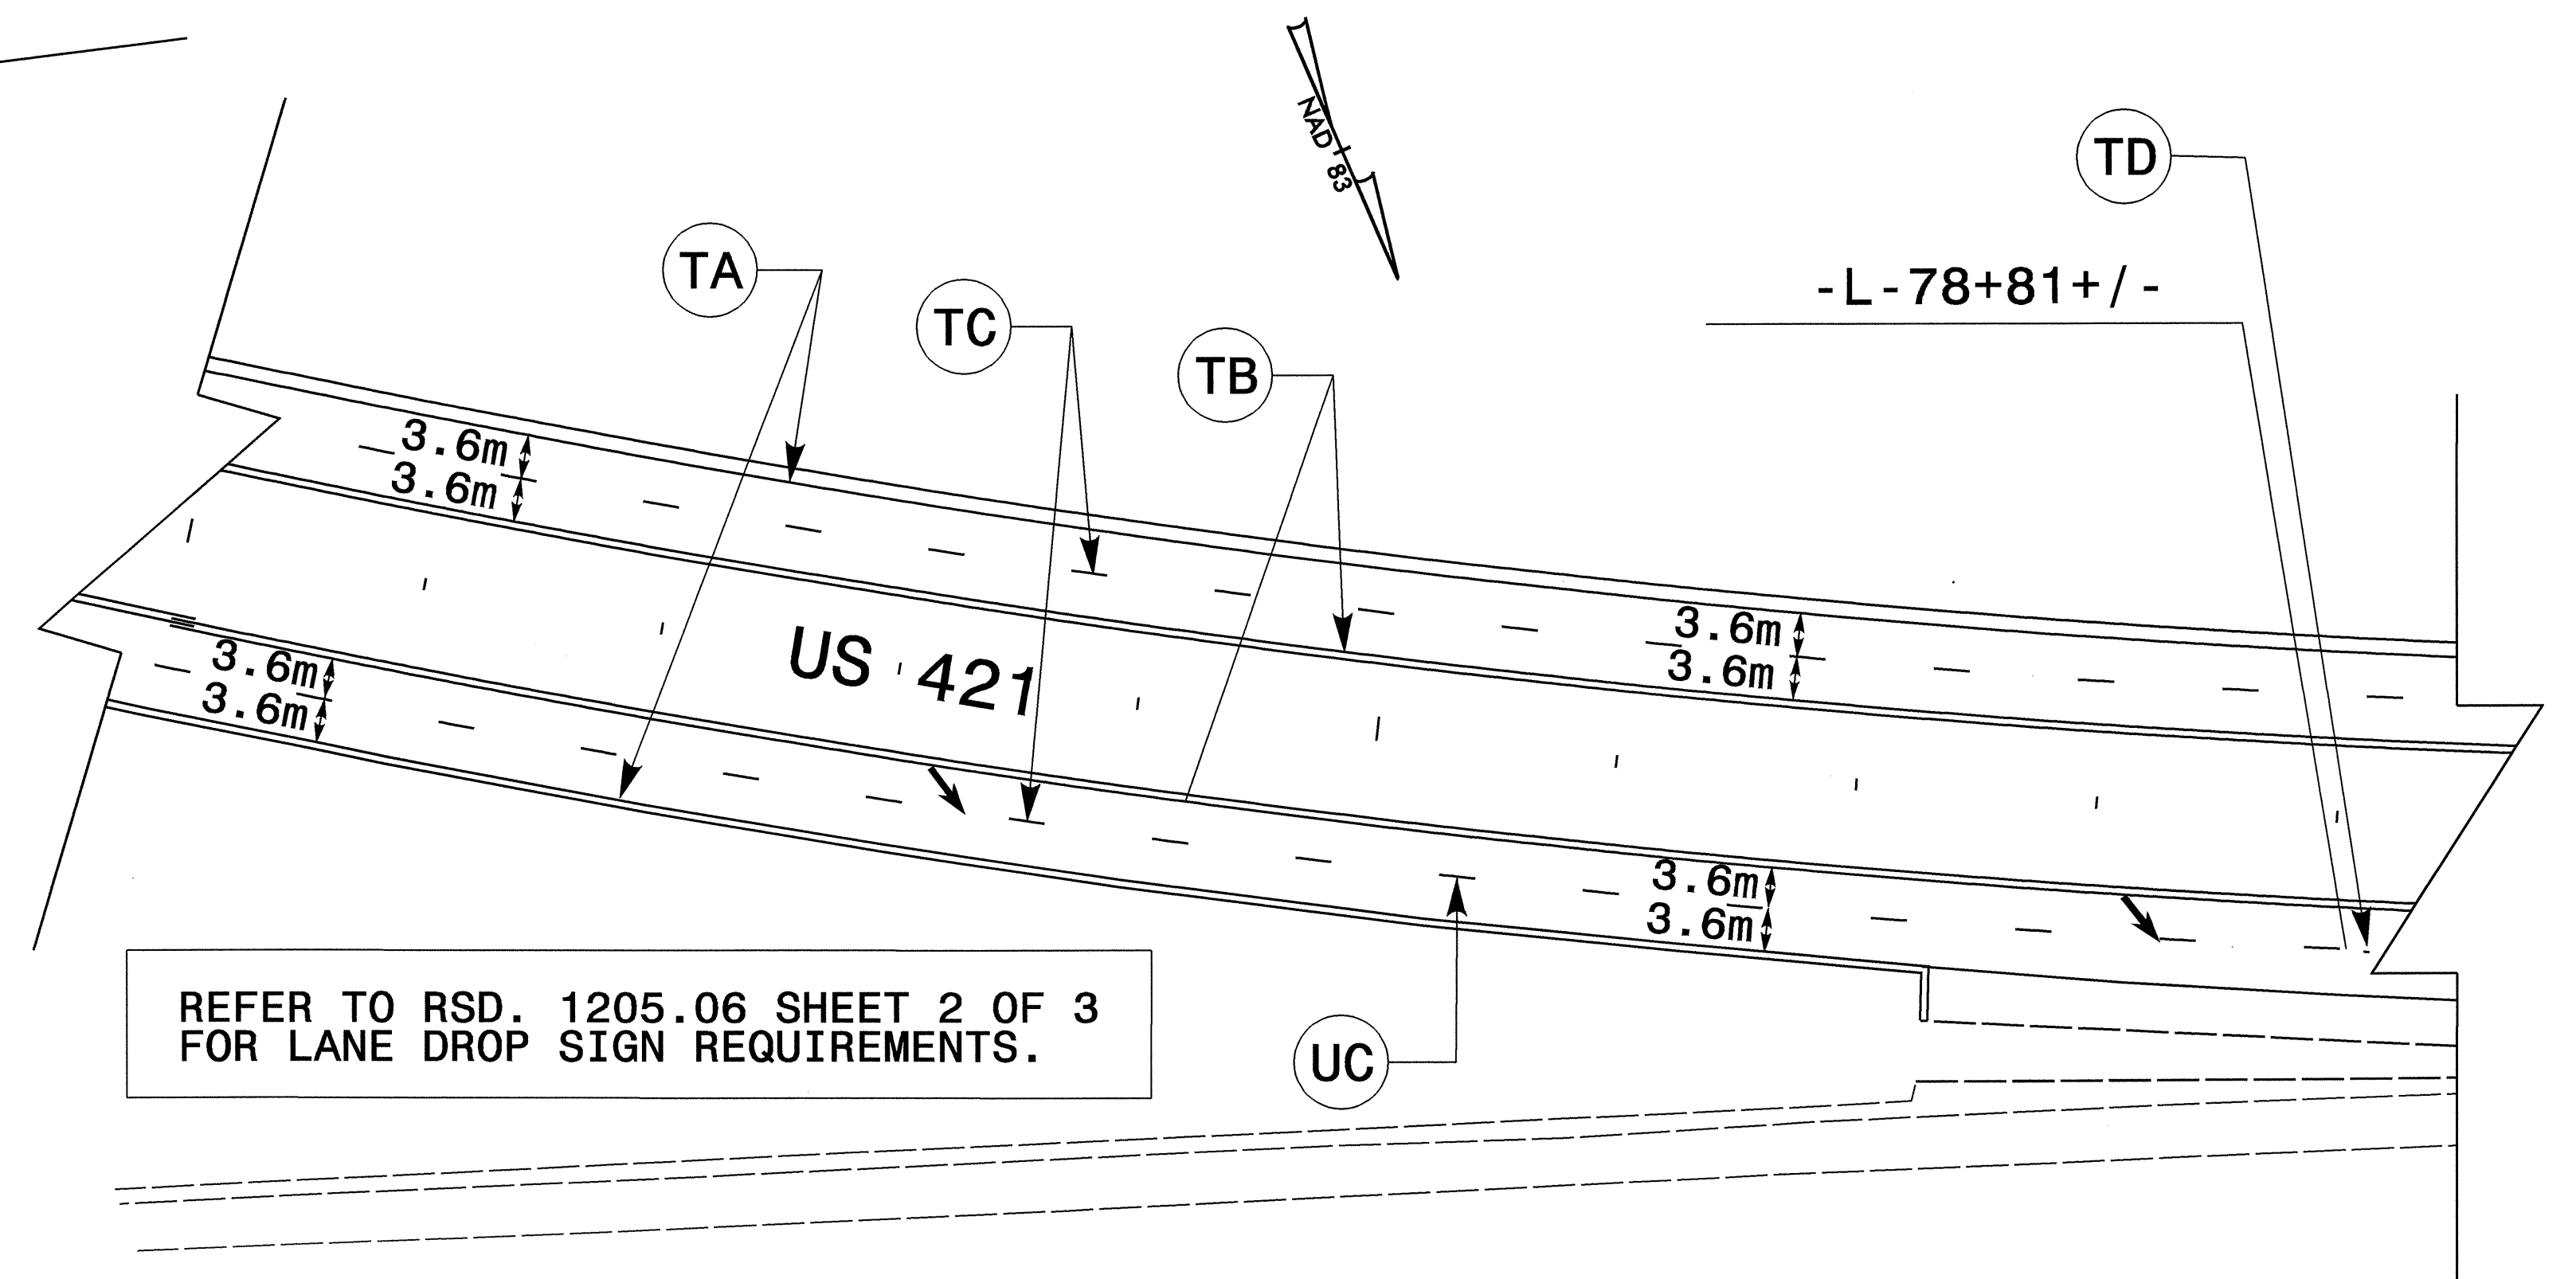 NAD 83
TD
TA
-L-78+81+/-
TC
TB
3.6m
3.6m
3.6m
3.6m
US 421
3.6m
3.6m
3.6m
3.6m
REFER TO RSD. 1205.06 SHEET 2 OF 3
FOR LANE DROP SIGN REQUIREMENTS.
UC